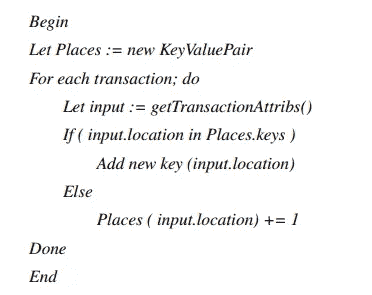 Begin
Let Places := new KeyValuePair
For each transaction; do
Let input := getTransactionAttribs()
If ( input.location in Places.keys )
Add new key (input.location)
Else
Places ( input.location) += 1
Done
End